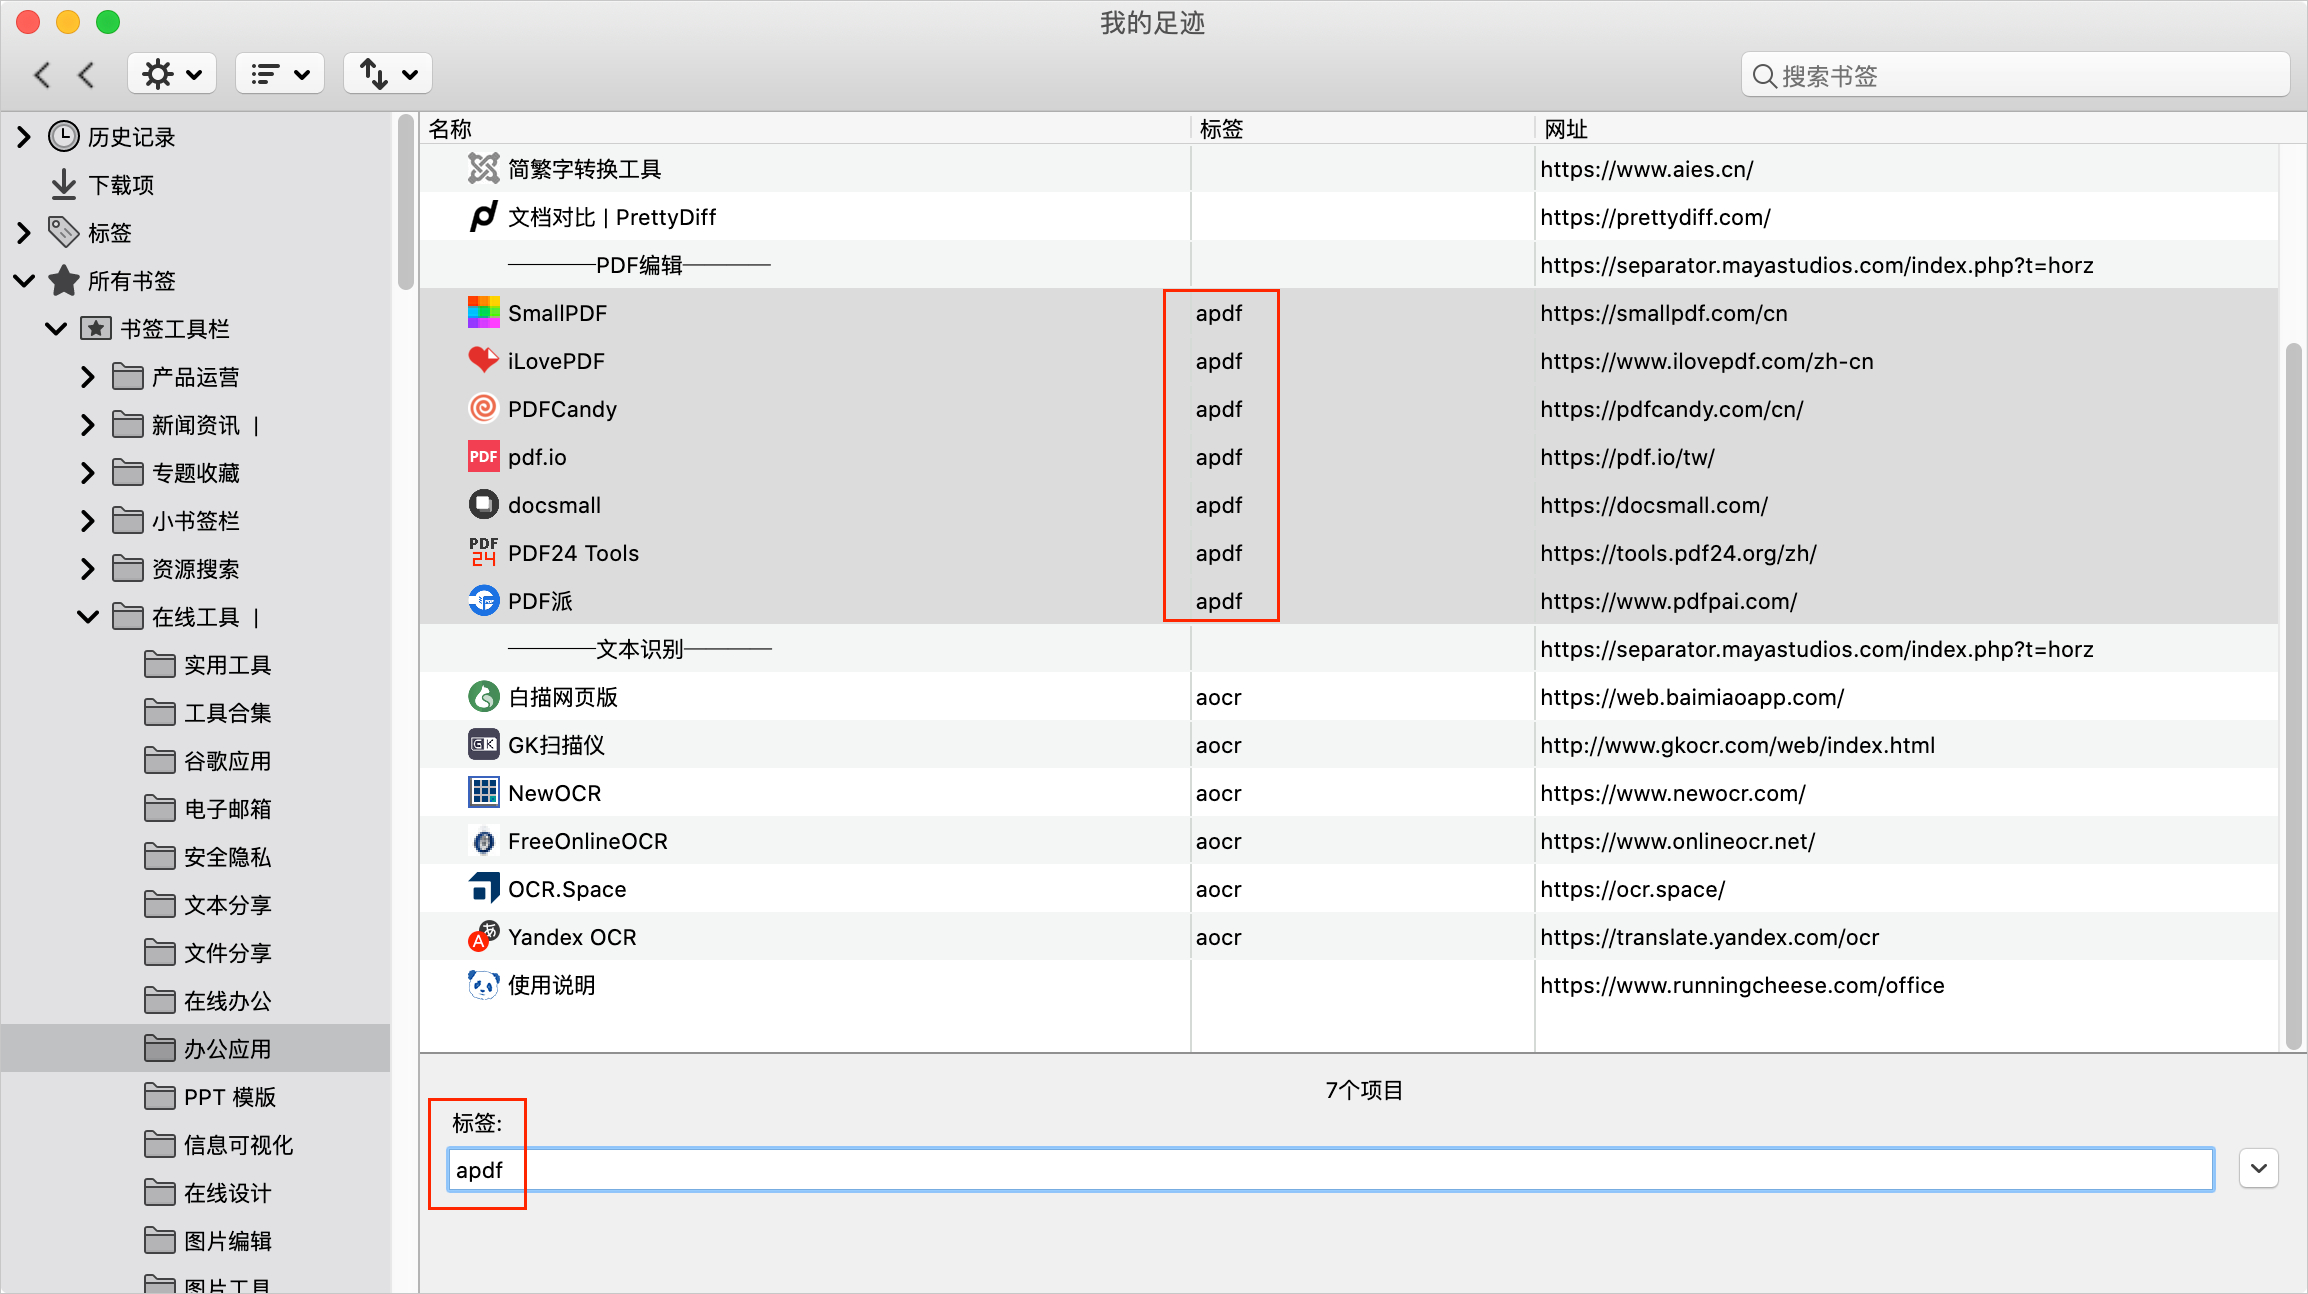 我的足迹
搜索书签
历史记录
下载项
标签
所有书签
书签工具栏
产品运营
新闻资讯 |
专题收藏
小书签栏
资源搜索
在线工具 |
实用工具
工具合集
谷歌应用
电子邮箱
安全隐私
文本分享
文件分享
在线办公
办公应用
PPT 模版
信息可视化
在线设计
图片编辑
图片工具
名称 标签 网址
简繁字转换工具 https://www.aies.cn/
文档对比 | PrettyDiff https://prettydiff.com/
————PDF编辑———— https://separator.mayastudios.com/index.php?t=horz
SmallPDF apdf https://smallpdf.com/cn
iLovePDF apdf https://www.ilovepdf.com/zh-cn
PDFCandy apdf https://pdfcandy.com/cn/
PDF pdf.io apdf https://pdf.io/tw/
docsmall apdf https://docsmall.com/
PDF24 PDF24 Tools apdf https://tools.pdf24.org/zh/
PDF派 apdf https://www.pdfpai.com/
————文本识别———— https://separator.mayastudios.com/index.php?t=horz
白描网页版 aocr https://web.baimiaoapp.com/
GK GK扫描仪 aocr http://www.gkocr.com/web/index.html
NewOCR aocr https://www.newocr.com/
FreeOnlineOCR aocr https://www.onlineocr.net/
OCR.Space aocr https://ocr.space/
Yandex OCR aocr https://translate.yandex.com/ocr
使用说明 https://www.runningcheese.com/office
7个项目
标签:
apdf